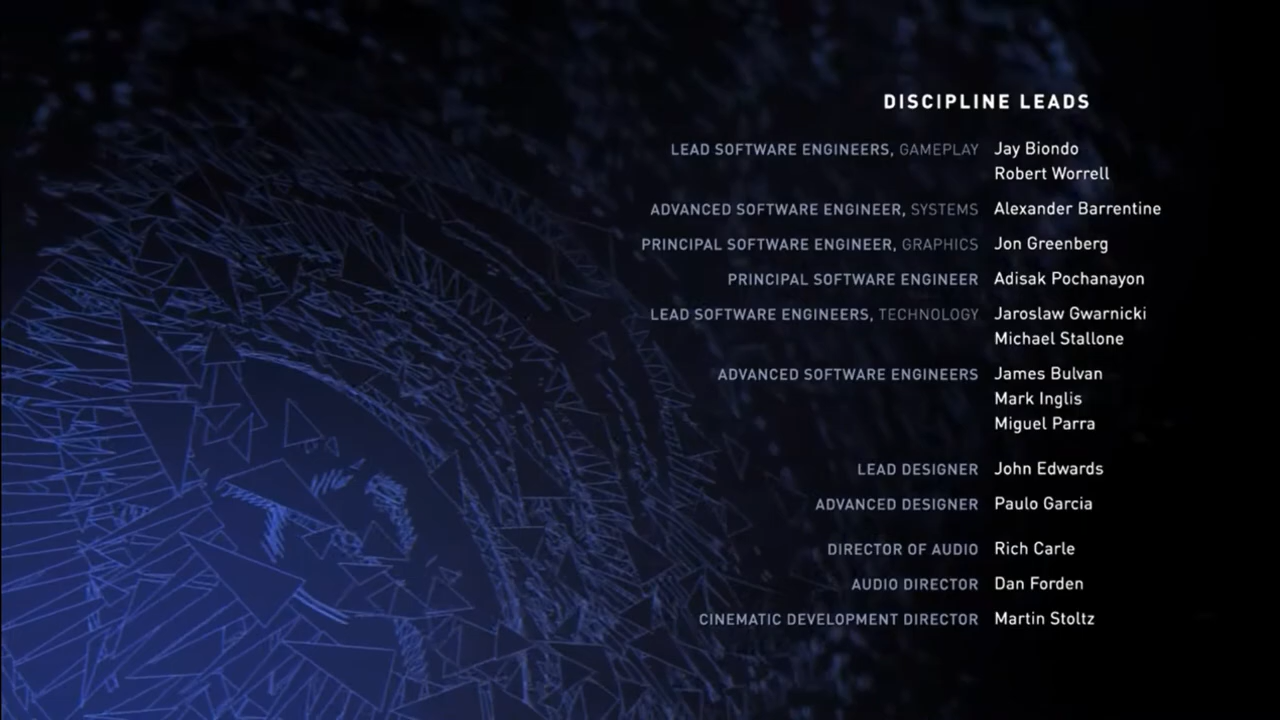 DISCIPLINE LEADS
LEAD SOFTWARE ENGINEERS, GAMEPLAY Jay Biondo
Robert Worrell
ADVANCED SOFTWARE ENGINEER, SYSTEMS Alexander Barrentine
PRINCIPAL SOFTWARE ENGINEER, GRAPHICS Jon Greenberg
PRINCIPAL SOFTWARE ENGINEER Adisak Pochanayon
LEAD SOFTWARE ENGINEERS, TECHNOLOGY Jaroslaw Gwarnicki
Michael Stallone
ADVANCED SOFTWARE ENGINEERS James Bulvan
Mark Inglis
Miguel Parra
LEAD DESIGNER John Edwards
ADVANCED DESIGNER Paulo Garcia
DIRECTOR OF AUDIO Rich Carle
AUDIO DIRECTOR Dan Forden
CINEMATIC DEVELOPMENT DIRECTOR Martin Stoltz